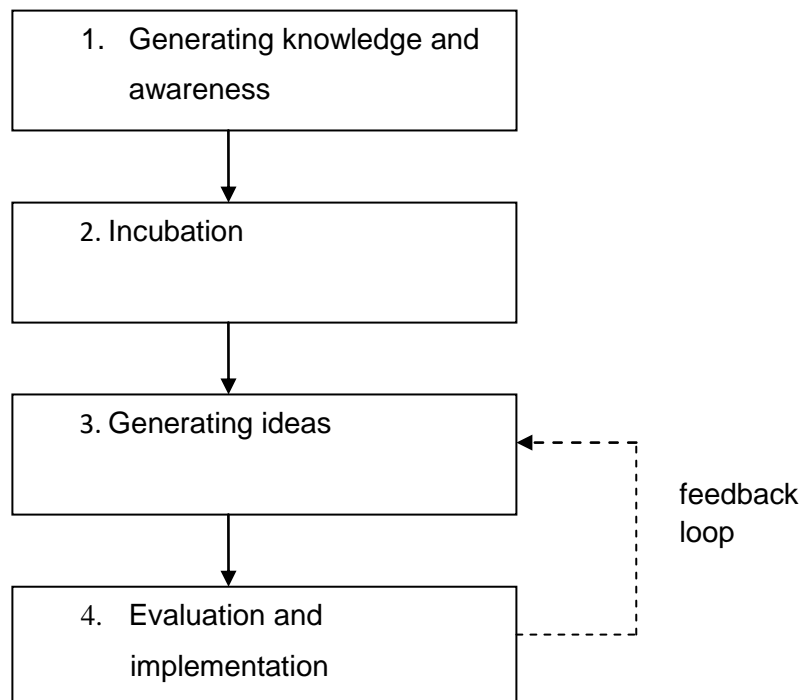 1. Generating knowledge and
awareness
2. Incubation
3. Generating ideas
feedback
loop
4. Evaluation and
implementation